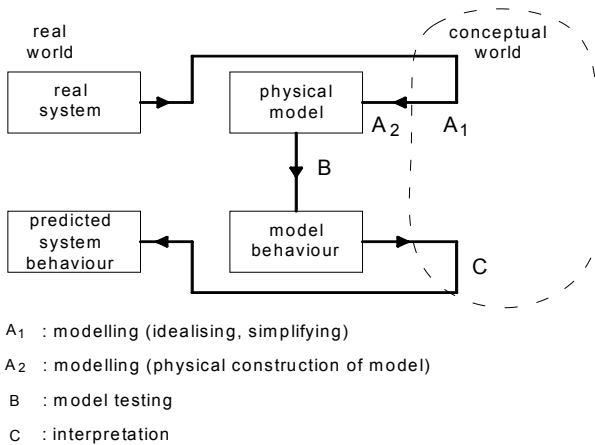 real
world
conceptual
world
real
system
physical
model
A2
A1
B
predicted
system
behaviour
model
behaviour
C
A1 : modelling (idealising, simplifying)
A2 : modelling (physical construction of model)
B : model testing
C : interpretation